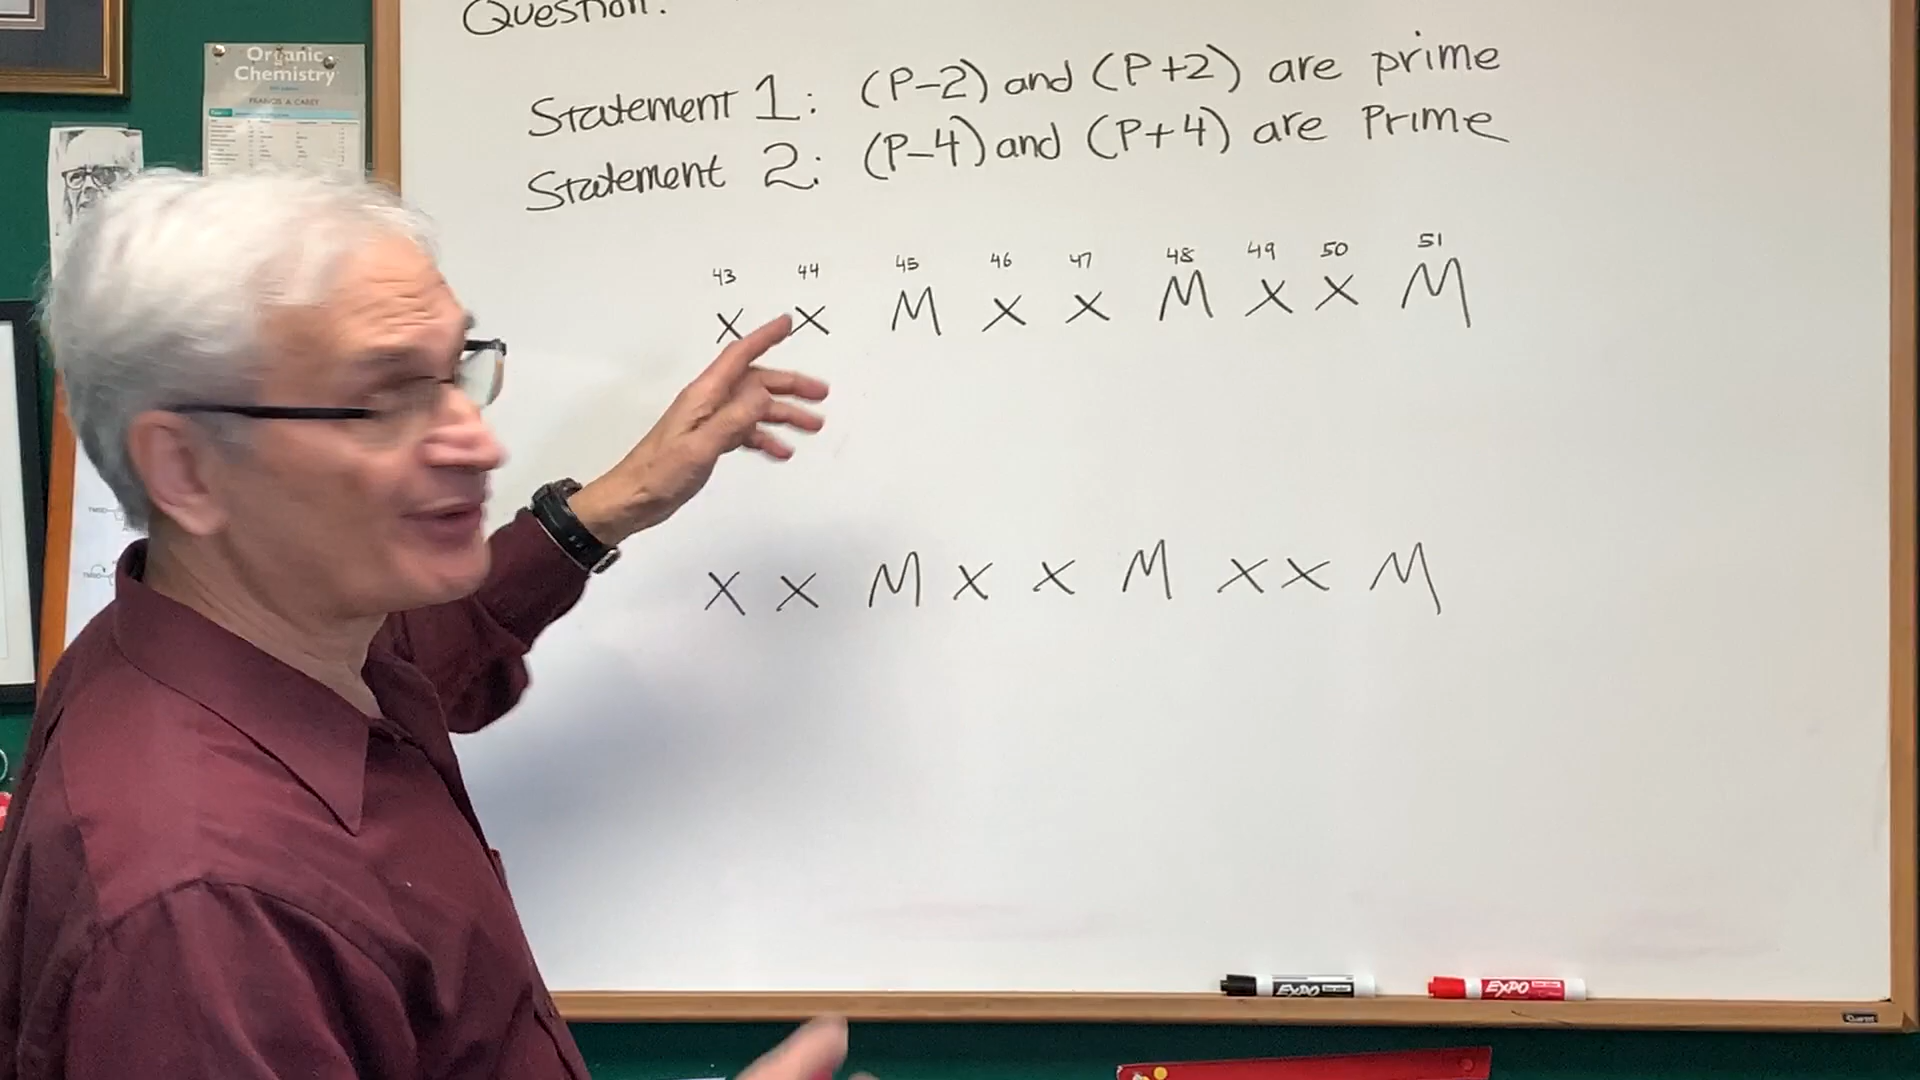 Question:
Organic
Chemistry
FRANCIS A CAREY
Statement 1: (P-2) and (P+2) are prime
Statement 2: (P-4) and (P+4) are Prime
43 44 45 46 47 48 49 50 51
X X M X X M X X M
X X M X X M X X M
EXPO EXPO